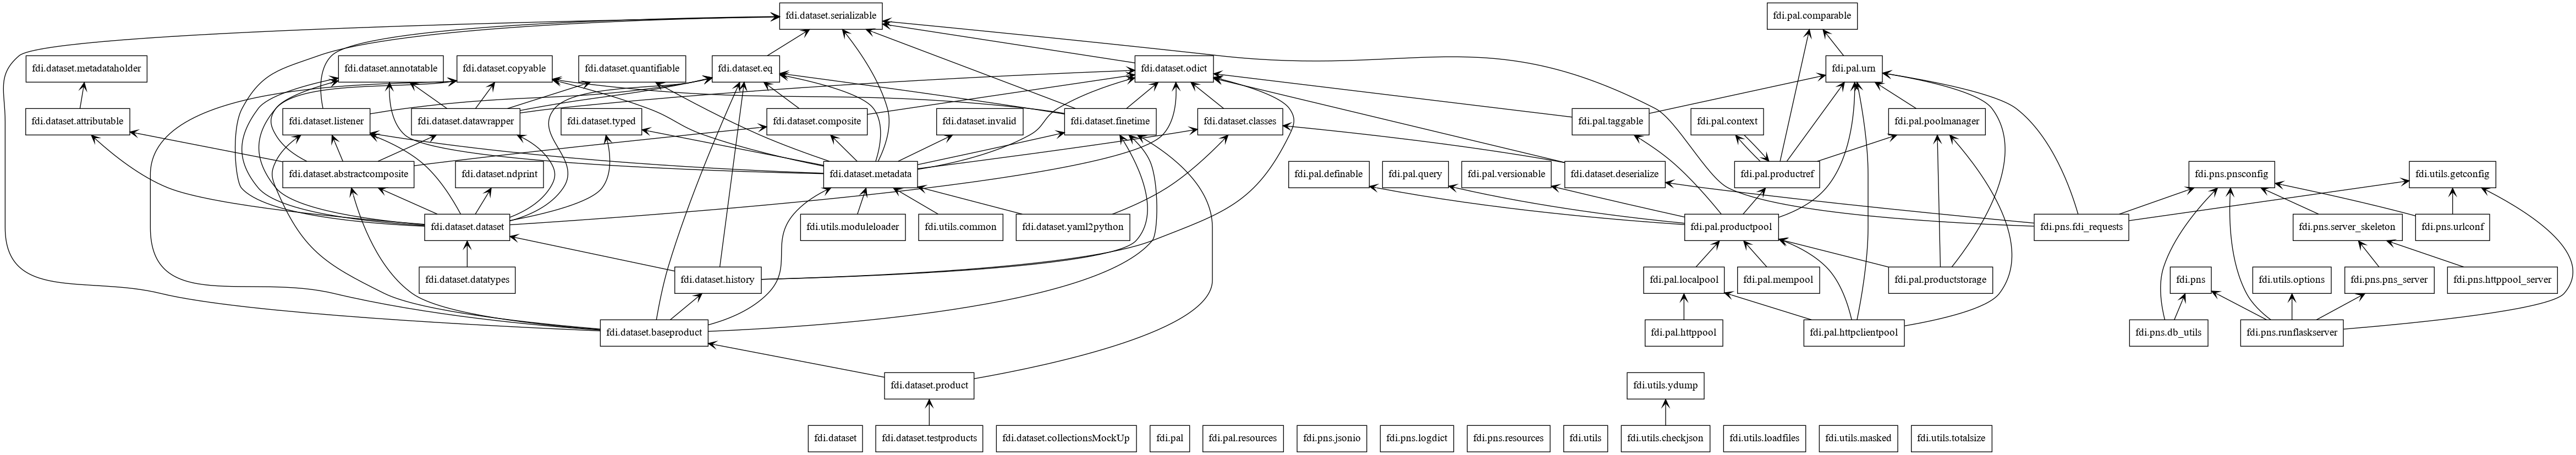 fdi.dataset.serializable
fdi.pal.comparable
fdi.dataset.metadataholder
fdi.dataset.annotatable
fdi.dataset.copyable
fdi.dataset.quantifiable
fdi.dataset.eq
fdi.dataset.odict
fdi.pal.urn
fdi.dataset.attributable
fdi.dataset.listener
fdi.dataset.datawrapper
fdi.dataset.typed
fdi.dataset.composite
fdi.dataset.invalid
fdi.dataset.finetime
fdi.dataset.classes
fdi.pal.taggable
fdi.pal.context
fdi.pal.poolmanager
fdi.dataset.abstractcomposite
fdi.dataset.ndprint
fdi.dataset.metadata
fdi.pal.definable
fdi.pal.query
fdi.pal.versionable
fdi.dataset.deserialize
fdi.pal.productref
fdi.pns.pnsconfig
fdi.utils.getconfig
fdi.dataset.dataset
fdi.utils.moduleloader
fdi.utils.common
fdi.dataset.yaml2python
fdi.pal.productpool
fdi.pns.fdi_requests
fdi.pns.server_skeleton
fdi.pns.urlconf
fdi.dataset.datatypes
fdi.dataset.history
fdi.pal.localpool
fdi.pal.mempool
fdi.pal.productstorage
fdi.pns
fdi.utils.options
fdi.pns.pns_server
fdi.pns.httppool_server
fdi.dataset.baseproduct
fdi.pal.httppool
fdi.pal.httpclientpool
fdi.pns.db_utils
fdi.pns.runflaskserver
fdi.dataset.product
fdi.utils.ydump
fdi.dataset
fdi.dataset.testproducts
fdi.dataset.collectionsMockUp
fdi.pal
fdi.pal.resources
fdi.pns.jsonio
fdi.pns.logdict
fdi.pns.resources
fdi.utils
fdi.utils.checkjson
fdi.utils.loadfiles
fdi.utils.masked
fdi.utils.totalsize